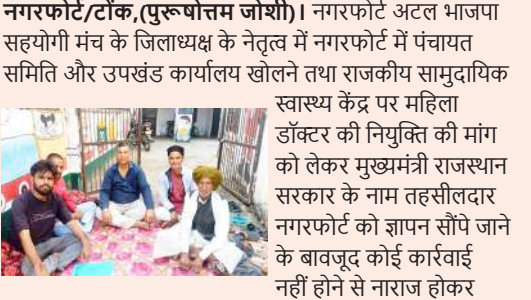 नगरफोर्ट/टोंक,(पुरूषोत्तम जोशी)। नगरफोर्ट अटल भाजपा
सहयोगी मंच के जिलाध्यक्ष के नेतृत्व में नगरफोर्ट में पंचायत
समिति और उपखंड कार्यालय खोलने तथा राजकीय सामुदायिक
स्वास्थ्य केंद्र पर महिला
डॉक्टर की नियुक्ति की मांग
को लेकर मुख्यमंत्री राजस्थान
सरकार के नाम तहसीलदार
नगरफोर्ट को ज्ञापन सौंपे जाने
के बावजूद कोई कार्रवाई
नहीं होने से नाराज होकर